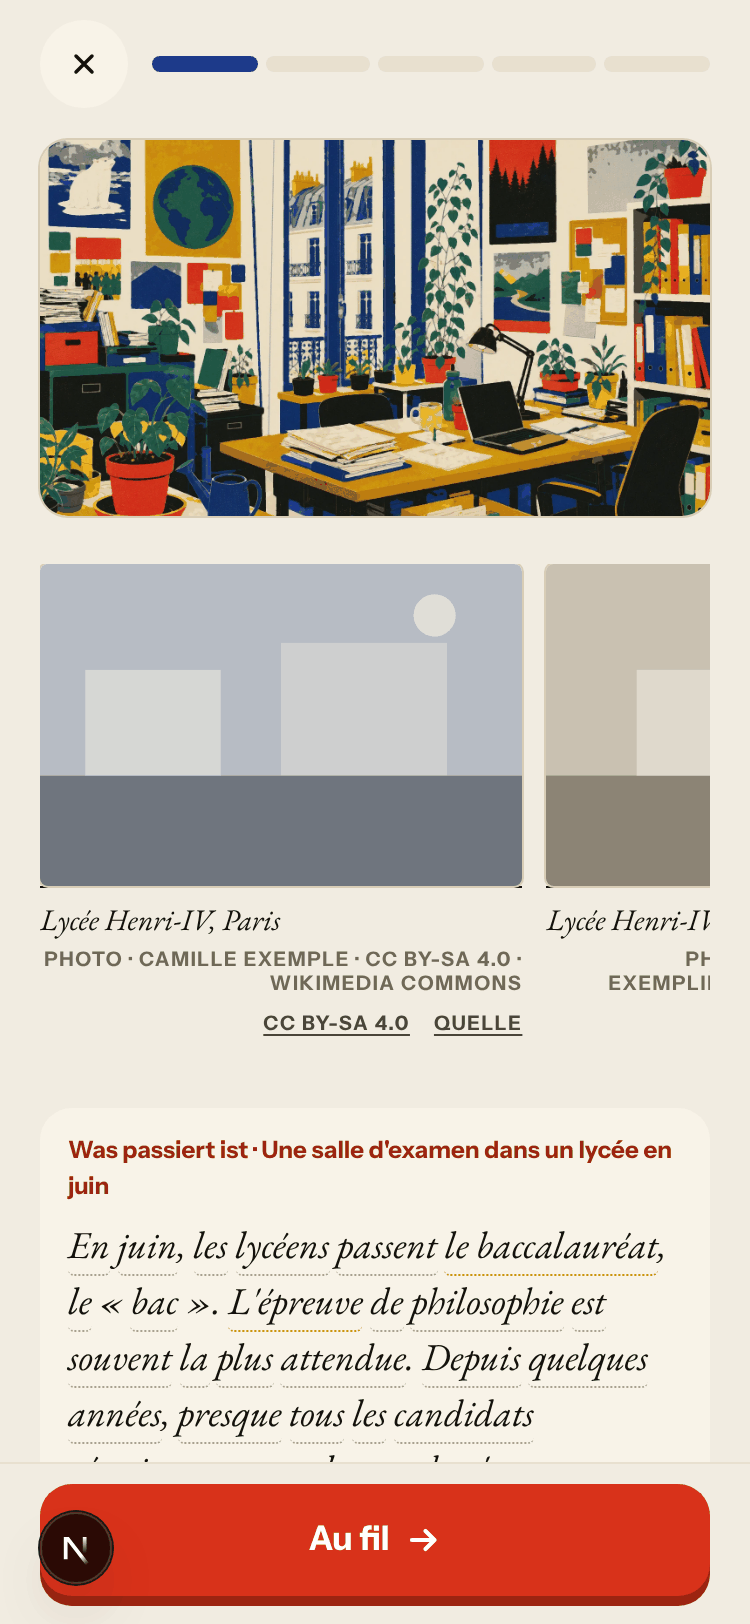 Lycée Henri-IV, Paris
PHOTO · CAMILLE EXEMPLE · CC BY-SA 4.0 ·
WIKIMEDIA COMMONS
CC BY-SA 4.0 QUELLE
Lycée Henri-IV
Was passiert ist · Une salle d'examen dans un lycée en
juin
En juin, les lycéens passent le baccalauréat,
le « bac ». L'épreuve de philosophie est
souvent la plus attendue. Depuis quelques
années, presque tous les candidats
Au fil →
N